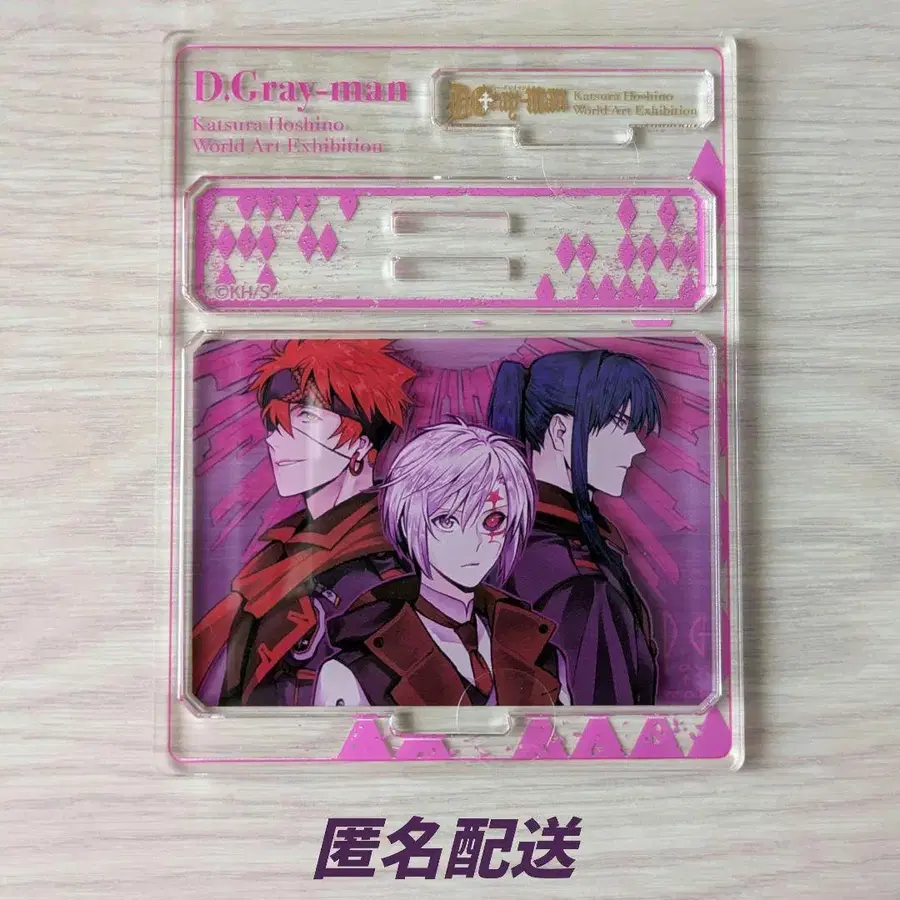 D.Gray-man
Katsura Hoshino
World Art Exhibition
D.Gray-man
Katsura Hoshino
World Art Exhibition
©KH/S
匿名配送